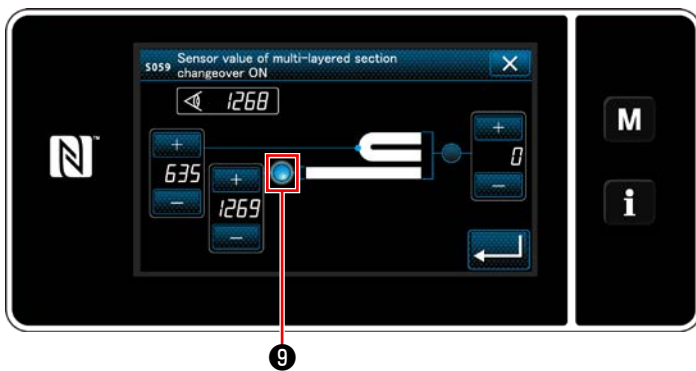 S059 Sensor value of multi-layered section
changeover ON
1268
M
N
+
+
635
+
0
−
1269
−
i
−
9